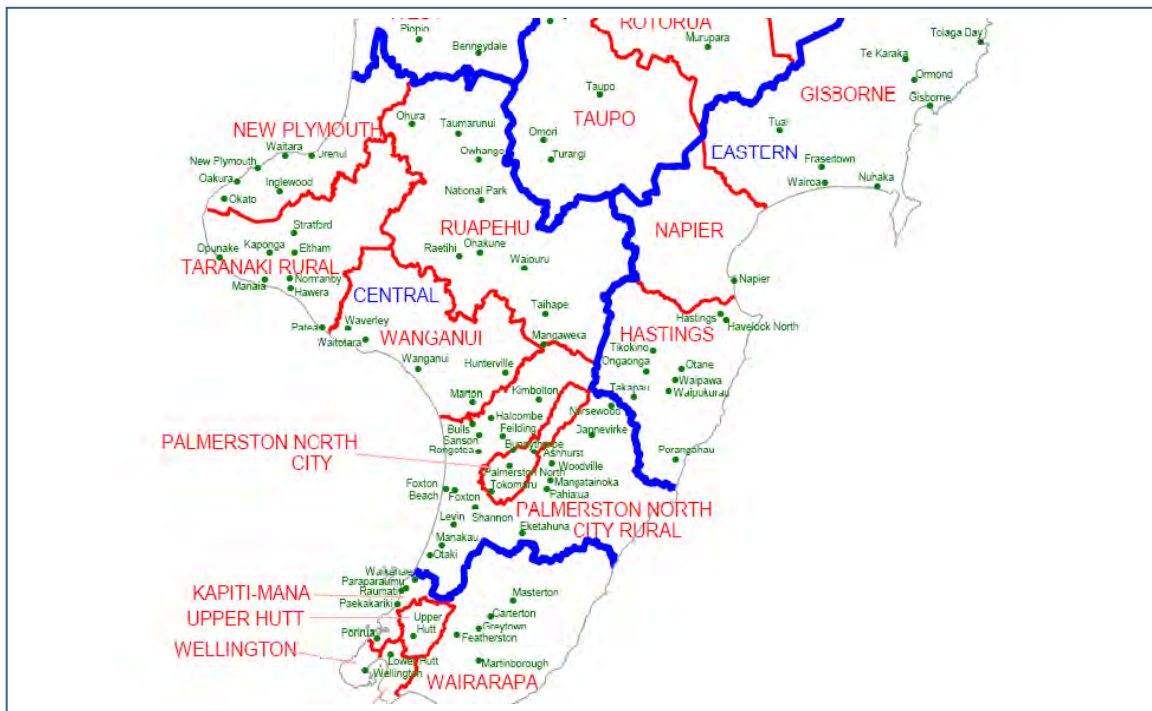 ROTORUA
Piopio
Benneydale
Murupara
Te Karaka
Ormond
Gisborne
GISBORNE
Taupo
TAUPO
Ohura
Taumarunui
Omori
Turangi
Owhango
Tuai
EASTERN
Frasertown
Wairoa
Nuhaka
NEW PLYMOUTH
Waitara
Urenui
New Plymouth
Oakura
Inglewood
Okato
National Park
RUAPEHU
NAPIER
Stratford
Opunake
Kaponga
Eltham
Raetihi
Ohakune
Waiouru
TARANAKI RURAL
Manaia
Normanby
Hawera
Napier
CENTRAL
Taihape
Patea
Waverley
Waitotara
WANGANUI
Mangaweka
Hastings
Havelock North
HASTINGS
Tikokino
Ongaonga
Otane
Waipawa
Waipukurau
Takapau
Wanganui
Hunterville
Marton
Kimbolton
Norsewood
Dannevirke
Halcombe
Bulls
Feilding
Sanson
Rongotea
Bunnythorpe
Ashhurst
PALMERSTON NORTH
CITY
Palmerston North
Woodville
Tokomaru
Mangatainoka
Pahiatua
Porangahau
Foxton
Beach
Foxton
Shannon
PALMERSTON NORTH
CITY RURAL
Levin
Eketahuna
Manakau
Otaki
Waikanae
Paraparaumu
Raumati
Paekakariki
KAPITI-MANA
UPPER HUTT
Upper
Hutt
Masterton
Carterton
Greytown
Featherston
Martinborough
Porirua
WELLINGTON
Lower Hutt
Wellington
WAIRARAPA